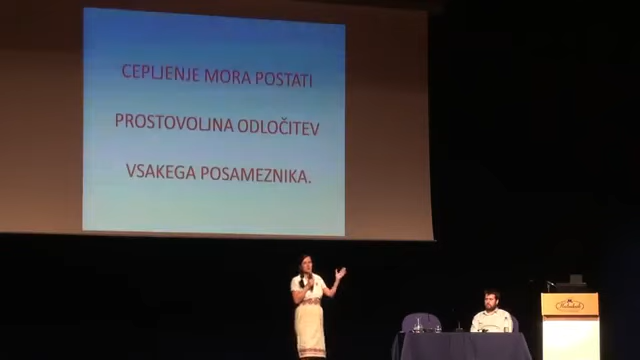 CEPLJENJE MORA POSTATI
PROSTOVOLJNA ODLOČITEV
VSAKEGA POSAMEZNIKA.